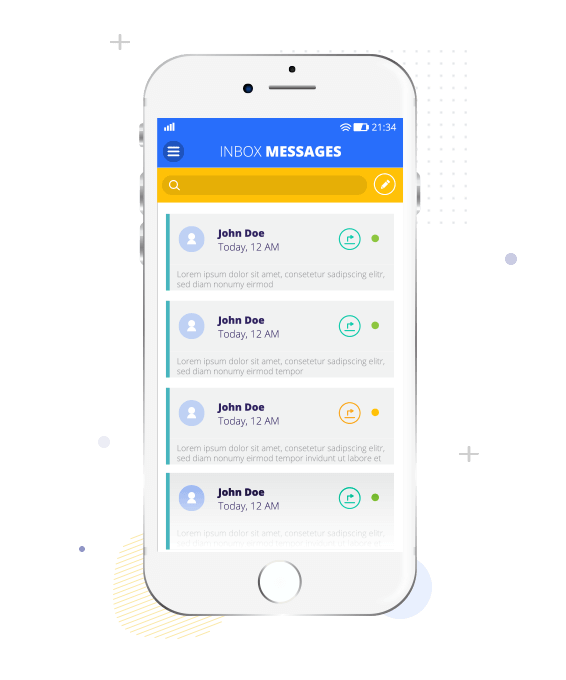 21:34
INBOX MESSAGES
John Doe
Today, 12 AM
Lorem ipsum dolor sit amet, consetetur sadipscing elitr,
sed diam nonumy eirmod
John Doe
Today, 12 AM
Lorem ipsum dolor sit amet, consetetur sadipscing elitr,
sed diam nonumy eirmod tempor
John Doe
Today, 12 AM
Lorem ipsum dolor sit amet, consetetur sadipscing elitr,
sed diam nonumy eirmod tempor invidunt ut labore et
John Doe
Today, 12 AM
Lorem ipsum dolor sit amet, consetetur sadipscing elitr,